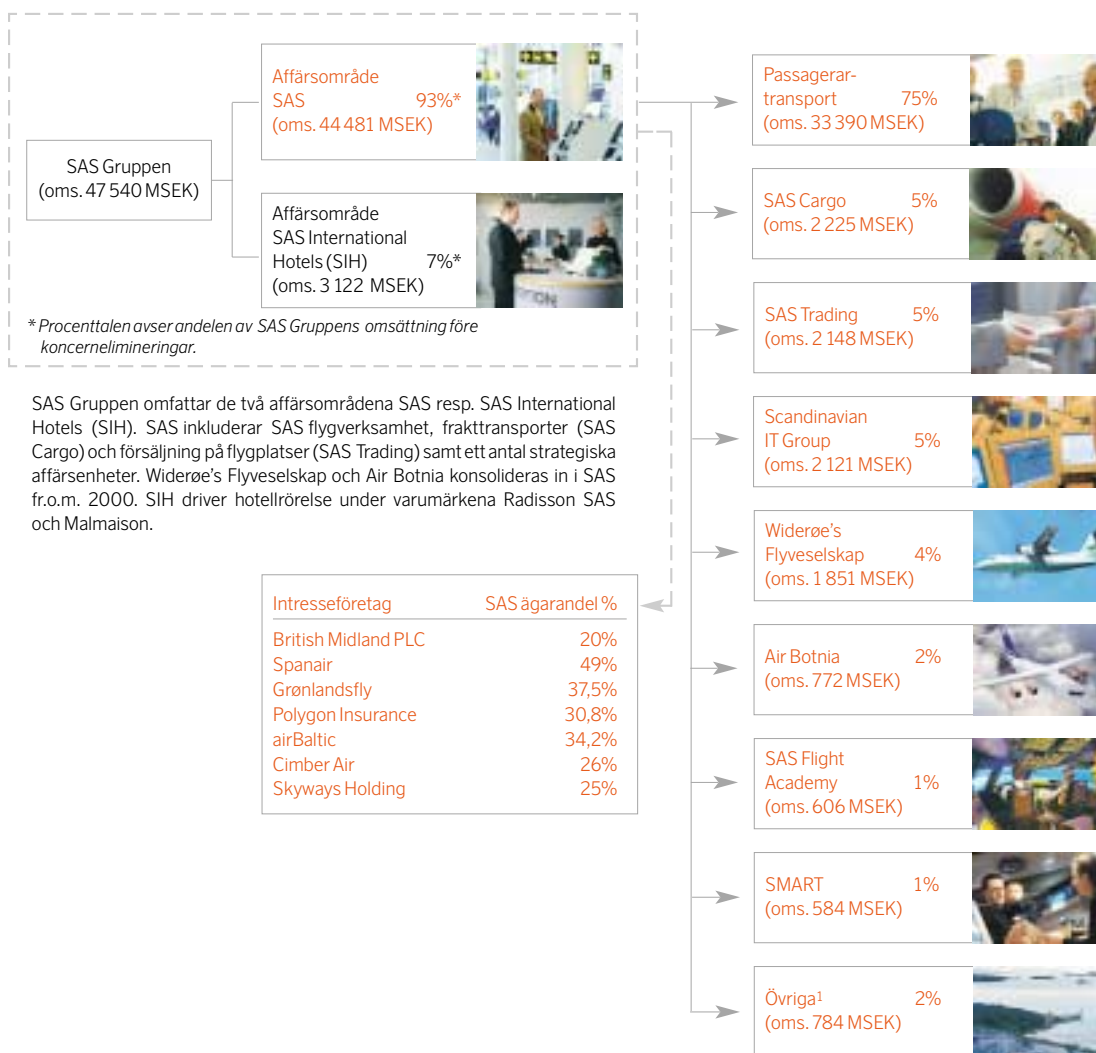 SAS Gruppen
(oms. 47 540 MSEK)
Affärsområde
SAS 93%*
(oms. 44 481 MSEK)
Affärsområde
SAS International
Hotels (SIH) 7%*
(oms. 3 122 MSEK)
* Procenttalen avser andelen av SAS Gruppens omsättning före
koncernelimineringar.
SAS Gruppen omfattar de två affärsområdena SAS resp. SAS International
Hotels (SIH). SAS inkluderar SAS flygverksamhet, frakttransporter (SAS
Cargo) och försäljning på flygplatser (SAS Trading) samt ett antal strategiska
affärsenheter. Widerøe's Flyveselskap och Air Botnia konsolideras in i SAS
fr.o.m. 2000. SIH driver hotellrörelse under varumärkena Radisson SAS
och Malmaison.
Intresseföretag SAS ägarandel %
British Midland PLC 20%
Spanair 49%
Grønlandsfly 37,5%
Polygon Insurance 30,8%
airBaltic 34,2%
Cimber Air 26%
Skyways Holding 25%
Passagerar-
transport 75%
(oms. 33 390 MSEK)
SAS Cargo 5%
(oms. 2 225 MSEK)
SAS Trading 5%
(oms. 2 148 MSEK)
Scandinavian
IT Group 5%
(oms. 2 121 MSEK)
Widerøe's
Flyveselskap 4%
(oms. 1 851 MSEK)
Air Botnia 2%
(oms. 772 MSEK)
SAS Flight
Academy 1%
(oms. 606 MSEK)
SMART 1%
(oms. 584 MSEK)
Övriga1 2%
(oms. 784 MSEK)